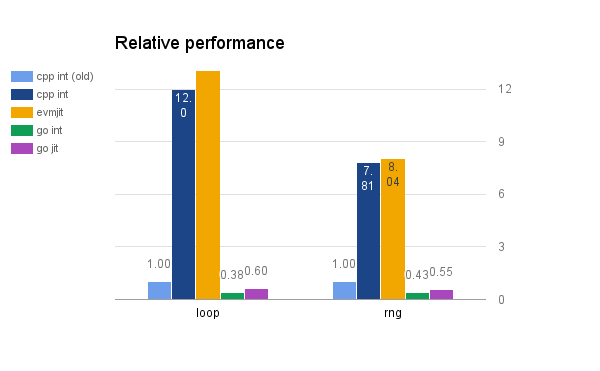 Relative performance
cpp int (old)
cpp int
evmjit
go int
go jit
12
9
6
3
0
1.00
12.
0
0.38
0.60
1.00
7.
81
8.
04
0.43
0.55
loop
rng